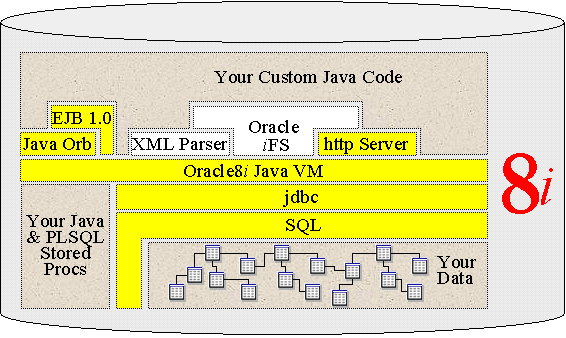 Your Custom Java Code
EJB 1.0
Java Orb
XML Parser
Oracle
iFS
http Server
Oracle8i Java VM
8i
jdbc
SQL
Your Java
& PLSQL
Stored
Procs
Your
Data